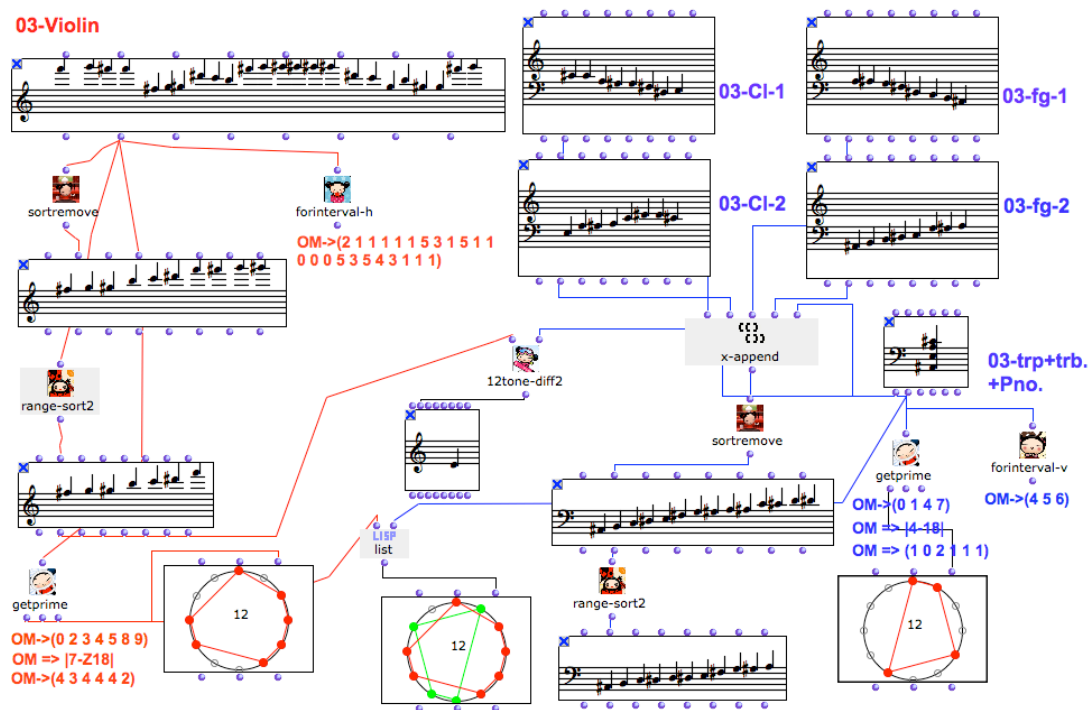 03-Violin
sortremove
forinterval-h
OM->(2 1 1 1 1 1 5 3 1 5 1 1
0 0 0 5 3 5 4 3 1 1 1)
range-sort2
getprime
OM->(0 2 3 4 5 8 9)
OM => |7-Z18|
OM->(4 3 4 4 4 2)
12
03-Cl-1
03-fg-1
03-Cl-2
03-fg-2
x-append
12tone-diff2
03-trp+trb.
+Pno.
sortremove
getprime
forinterval-v
OM->(0 1 4 7)
OM => |4-18|
OM => (1 0 2 1 1 1)
OM->(4 5 6)
LISP
list
range-sort2
12
12